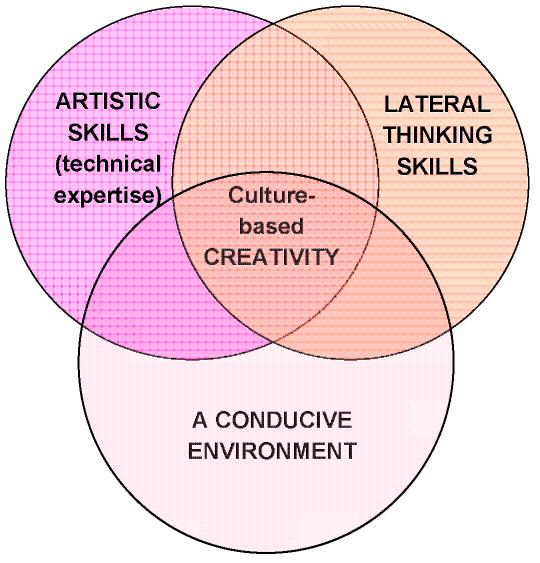 ARTISTIC
SKILLS
(technical
expertise)
LATERAL
THINKING
SKILLS
Culture-
based
CREATIVITY
A CONDUCIVE
ENVIRONMENT